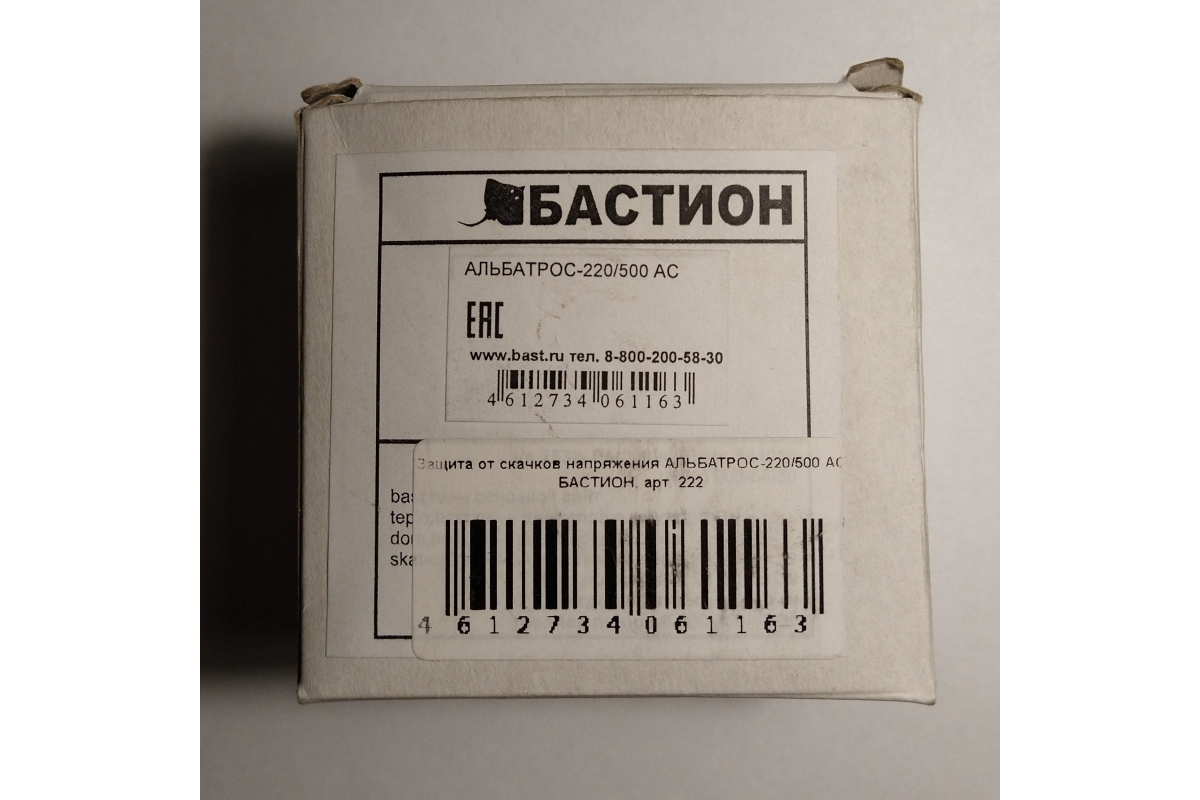 БАСТИОН
АЛЬБАТРОС-220/500 АС
ЕАС
www.bast.ru тел. 8-800-200-58-30
4 612734 061163
Защита от скачков напряжения АЛЬБАТРОС-220/500 АС
БАСТИОН, арт. 222
4 612734 061163